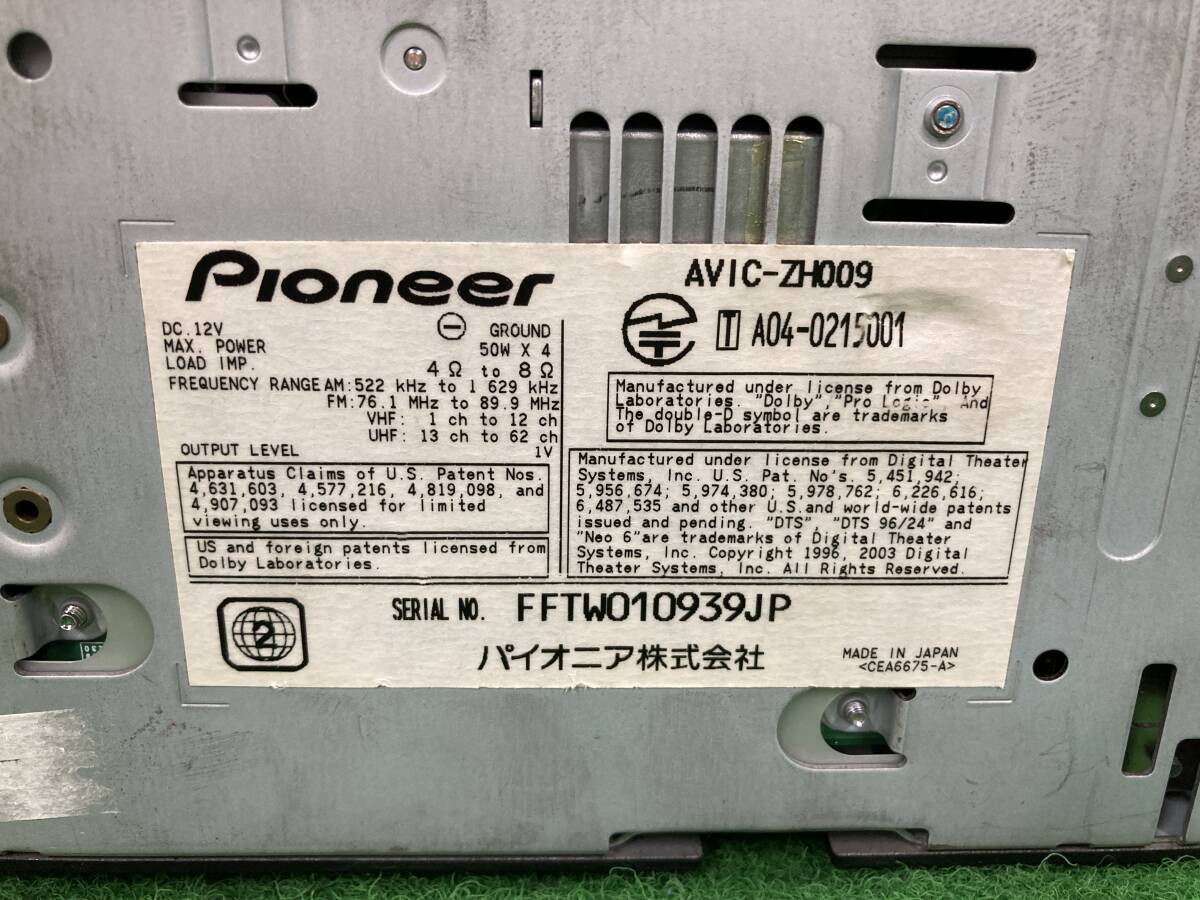 Pioneer
AVIC-ZH009
DC.12V ⊖ GROUND
MAX. POWER 50W X 4
LOAD IMP. 4Ω to 8Ω
FREQUENCY RANGE AM: 522 kHz to 1 629 kHz
FM: 76.1 MHz to 89.9 MHz
VHF: 1 ch to 12 ch
UHF: 13 ch to 62 ch
OUTPUT LEVEL 1V
Apparatus Claims of U.S. Patent Nos.
4,631,603, 4,577,216, 4,819,098, and
4,907,093 licensed for limited
viewing uses only.
US and foreign patents licensed from
Dolby Laboratories.
T A04-0215001
Manufactured under license from Dolby
Laboratories. "Dolby","Pro Logic", And
The double-D symbol are trademarks
of Dolby Laboratories.
Manufactured under license from Digital Theater
Systems, Inc. U.S. Pat. No's. 5,451,942;
5,956,674; 5,974,380; 5,978,762; 6,226,616;
6,487,535 and other U.S.and world-wide patents
issued and pending. "DTS", "DTS 96/24" and
"Neo 6"are trademarks of Digital Theater
Systems, Inc. Copyright 1996, 2003 Digital
Theater Systems, Inc. All Rights Reserved.
2
SERIAL NO. FFTW010939JP
パイオニア株式会社
MADE IN JAPAN
<CEA6675-A>